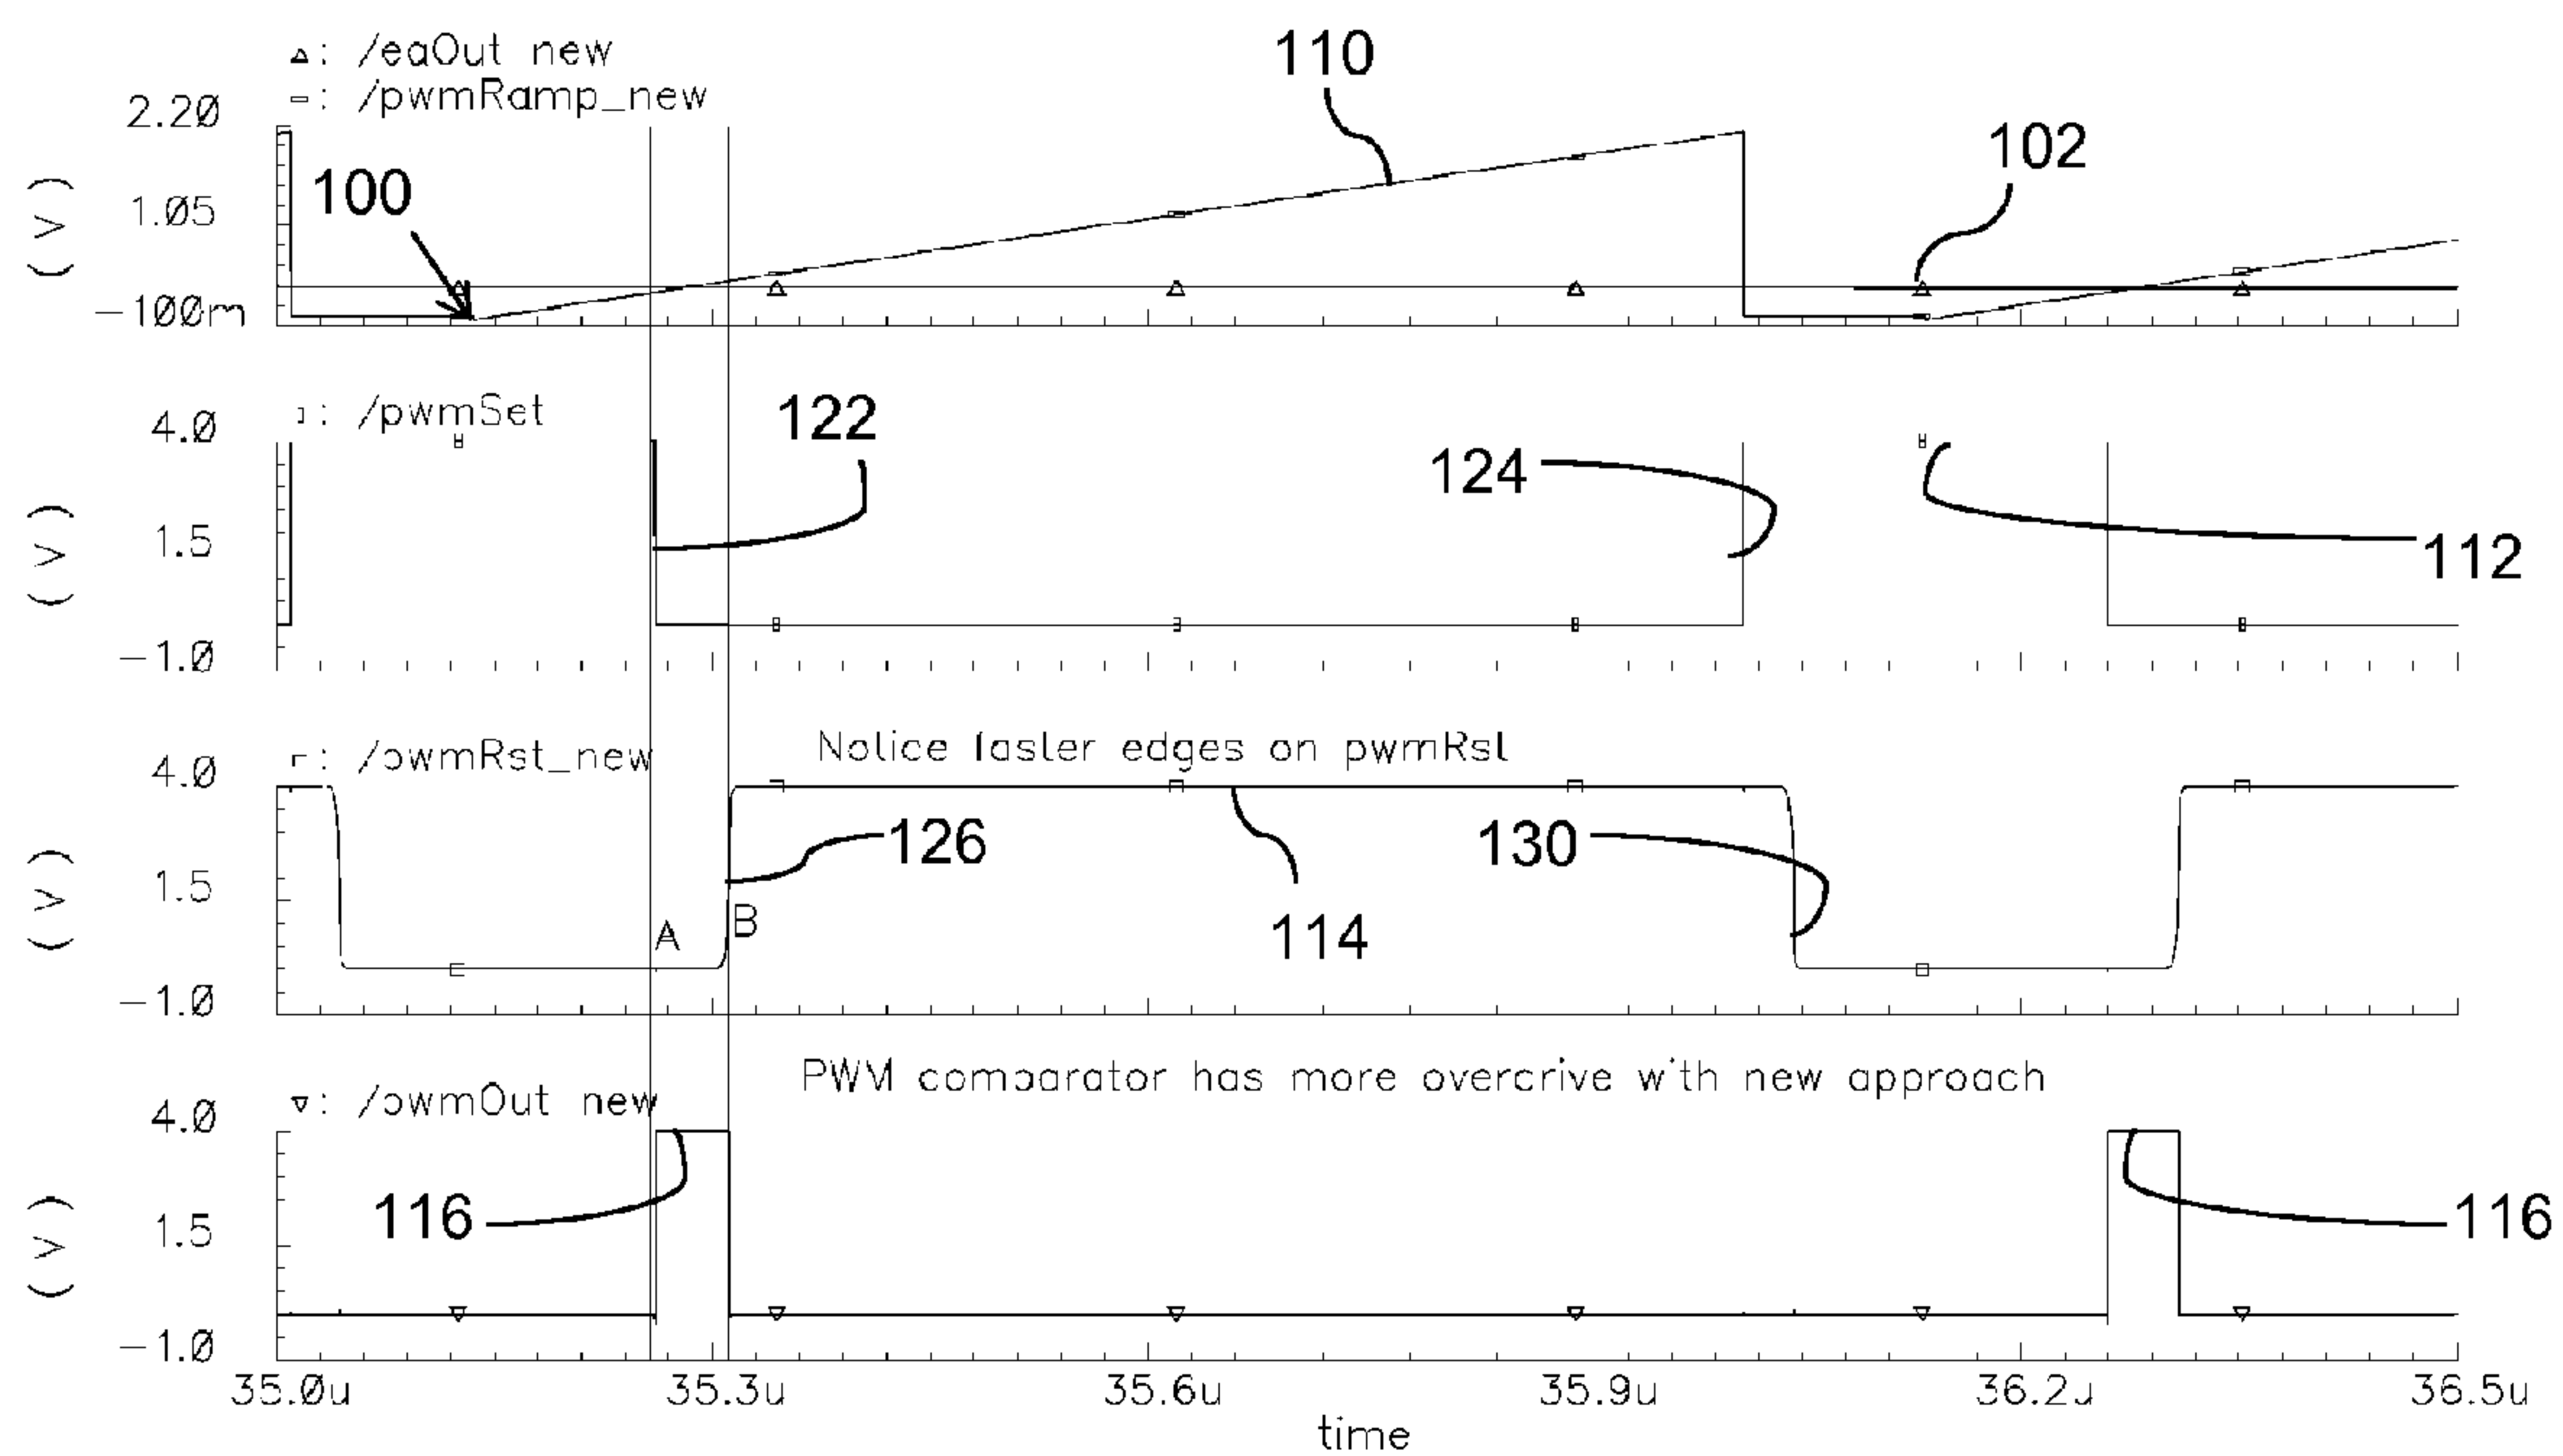 △: /eaOut new
▭: /pwmRamp_new
110
2.20
102
100
1.05
(V)
-100m
▯: /pwmSet
122
4.0
124
1.5
112
(V)
-1.0
/pwmRst_new
Notice faster edges on pwmRst
4.0
126
130
1.5
114
A
B
(V)
-1.0
PWM comparator has more overdrive with new approach
▽: /pwmOut new
4.0
116
116
1.5
(V)
-1.0
35.0u 35.3u 35.6u 35.9u 36.2u 36.5u
time